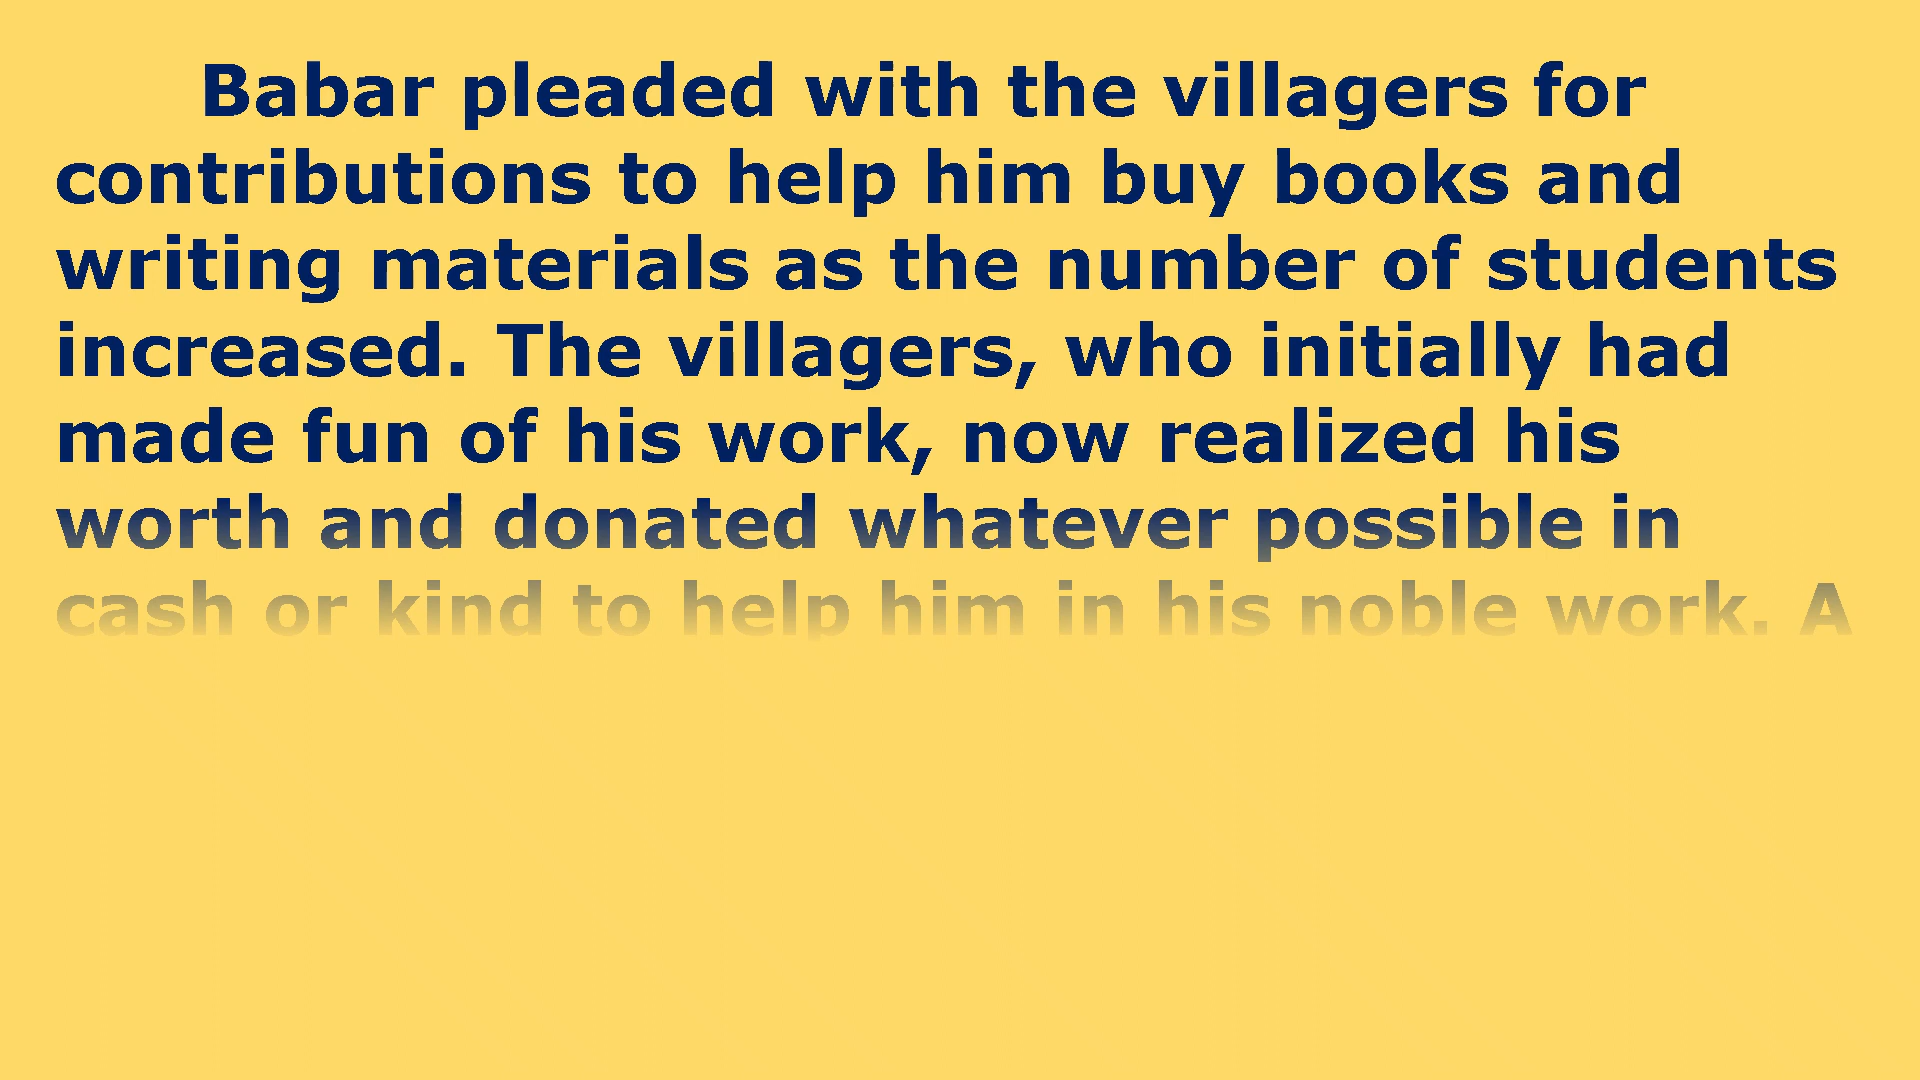 Babar pleaded with the villagers for
contributions to help him buy books and
writing materials as the number of students
increased. The villagers, who initially had
made fun of his work, now realized his
worth and donated whatever possible in
cash or kind to help him in his noble work. A